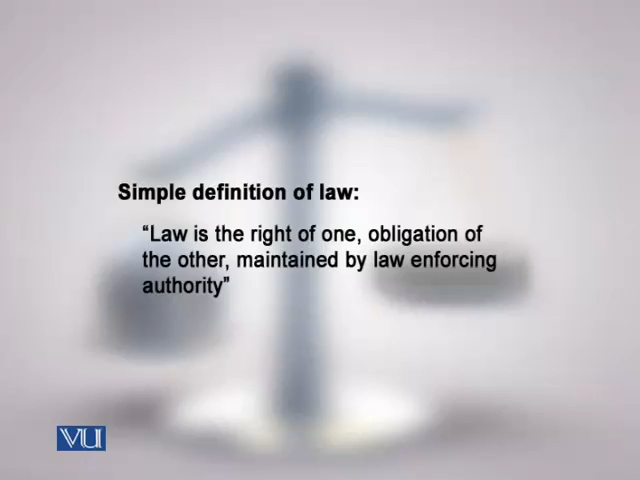 Simple definition of law:
“Law is the right of one, obligation of
the other, maintained by law enforcing
authority”
VU